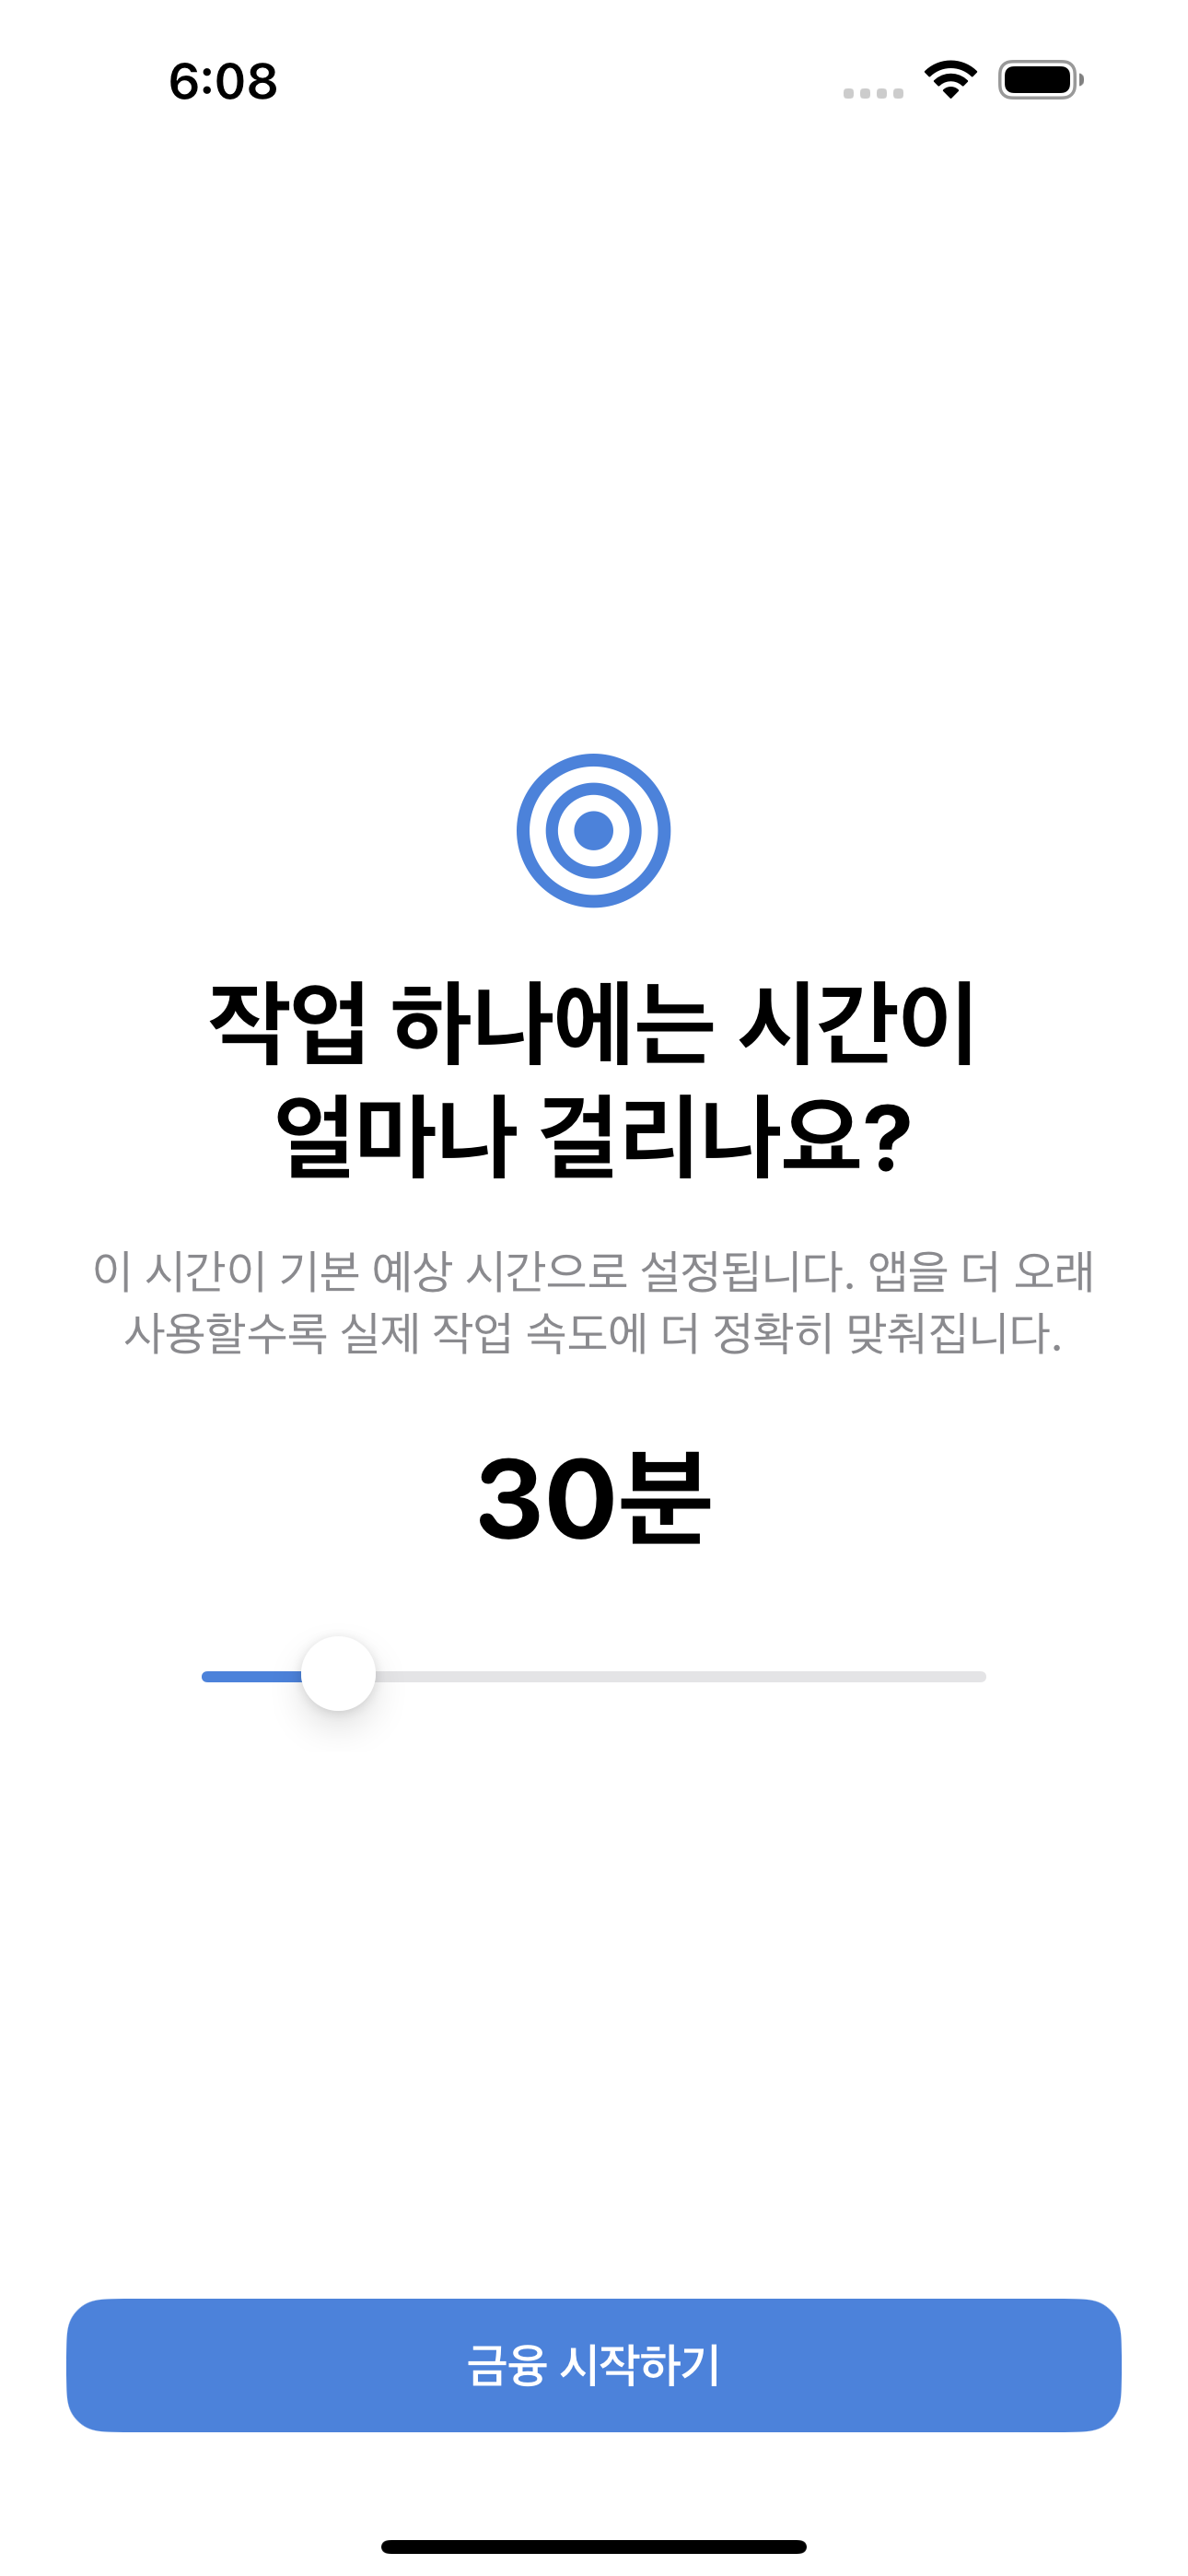 6:08
작업 하나에는 시간이
얼마나 걸리나요?
이 시간이 기본 예상 시간으로 설정됩니다. 앱을 더 오래
사용할수록 실제 작업 속도에 더 정확히 맞춰집니다.
30분
금융 시작하기